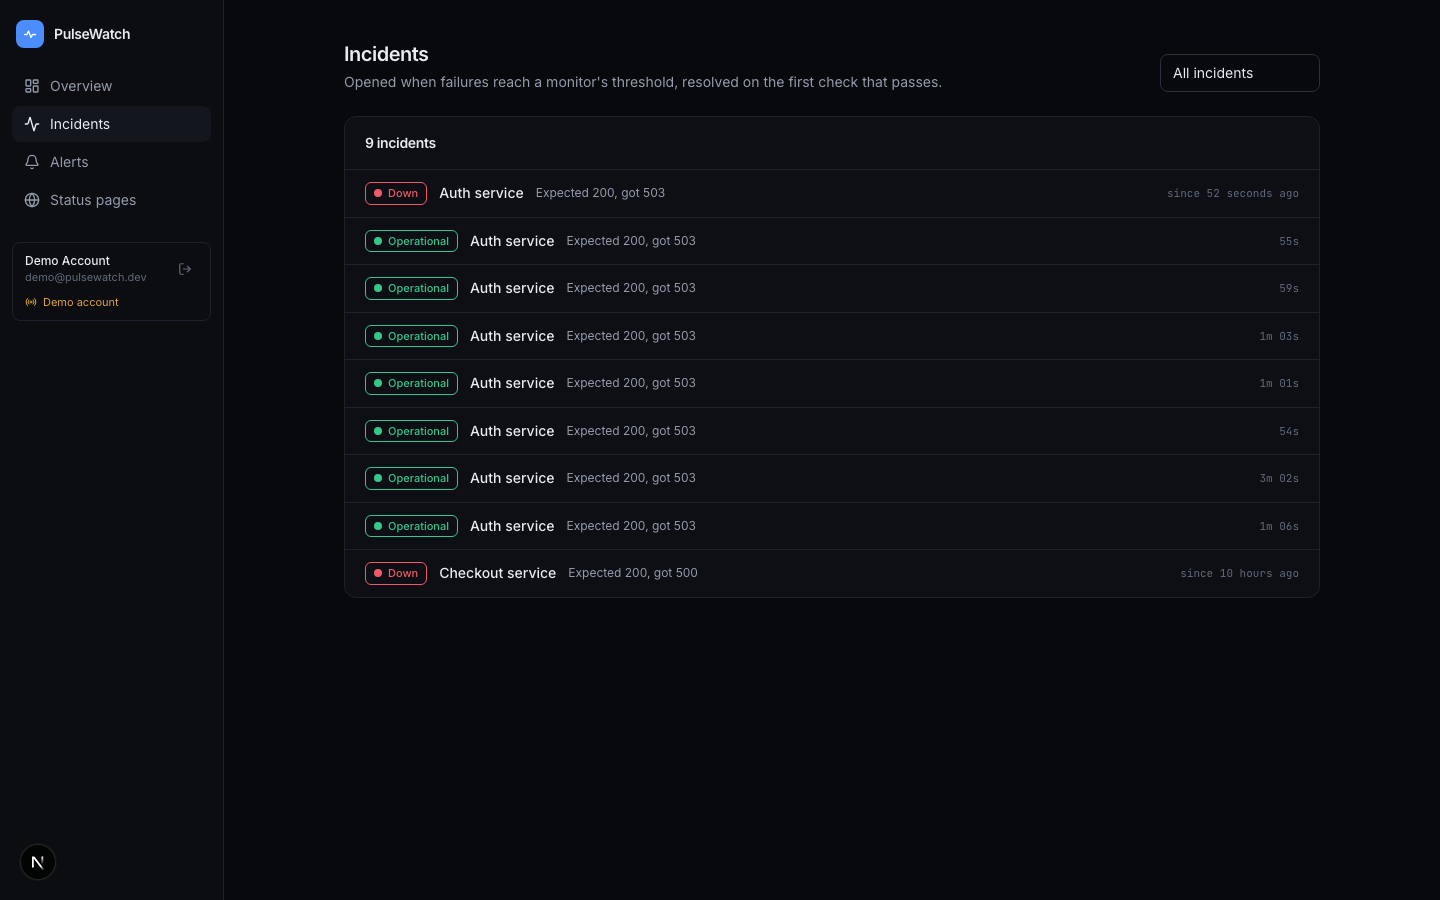 PulseWatch
Overview
Incidents
Alerts
Status pages
Demo Account
demo@pulsewatch.dev
Demo account
N
Incidents
Opened when failures reach a monitor's threshold, resolved on the first check that passes.
All incidents
9 incidents
Down Auth service Expected 200, got 503 since 52 seconds ago
Operational Auth service Expected 200, got 503 55s
Operational Auth service Expected 200, got 503 59s
Operational Auth service Expected 200, got 503 1m 03s
Operational Auth service Expected 200, got 503 1m 01s
Operational Auth service Expected 200, got 503 54s
Operational Auth service Expected 200, got 503 3m 02s
Operational Auth service Expected 200, got 503 1m 06s
Down Checkout service Expected 200, got 500 since 10 hours ago